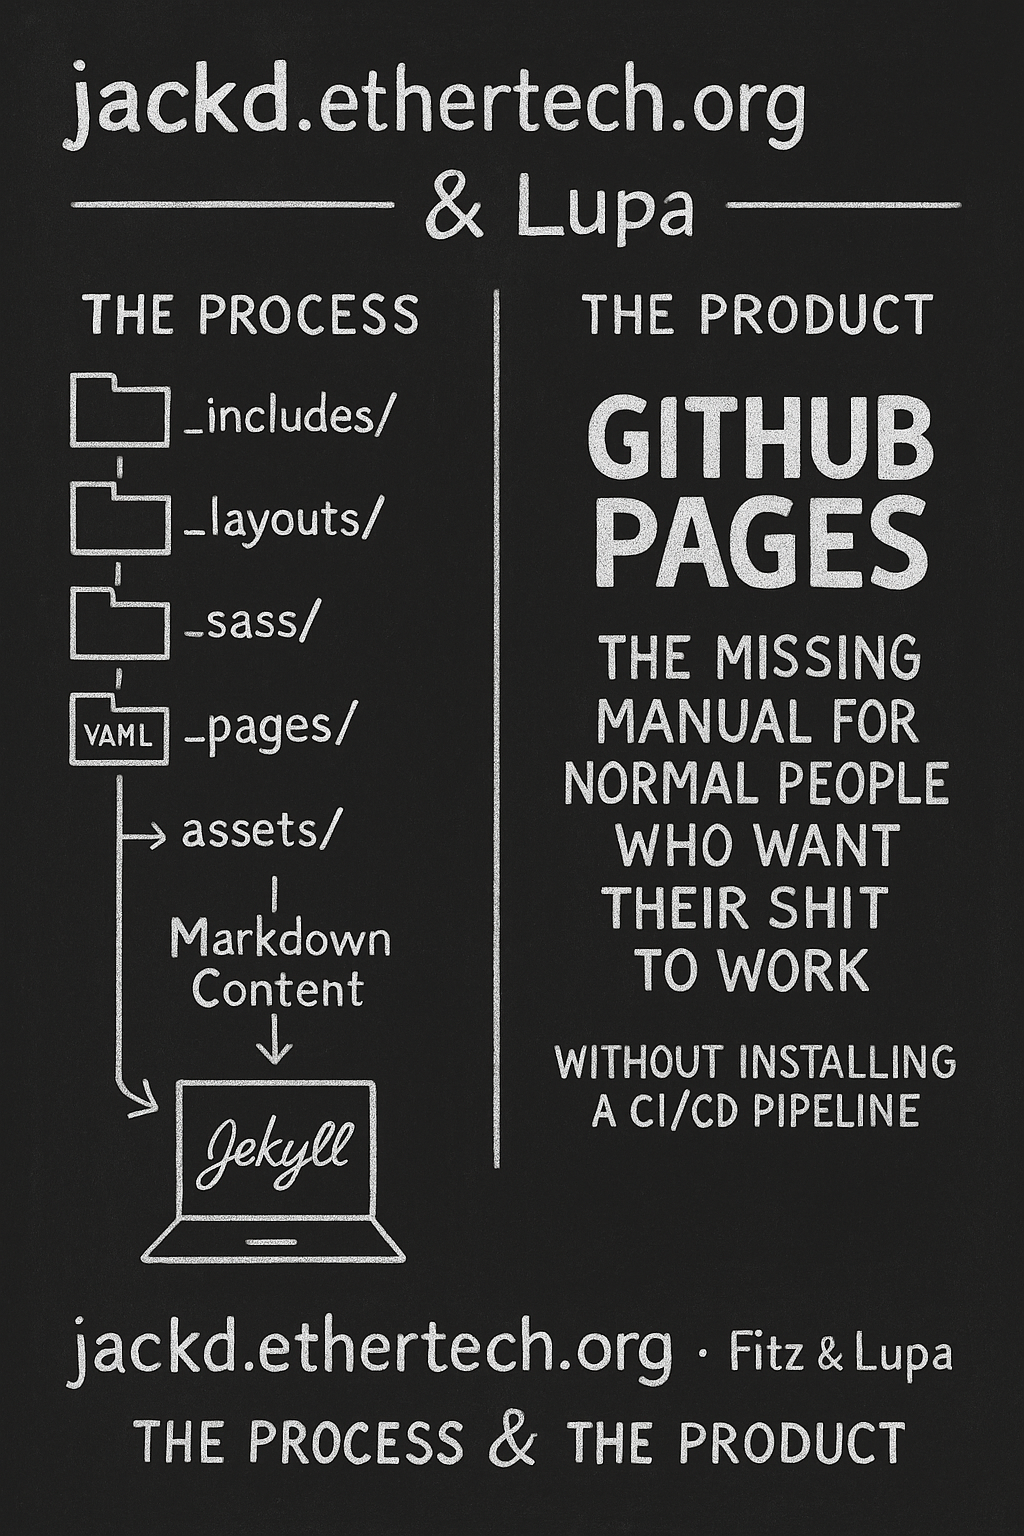 jackd.ethertech.org
& Lupa
THE PROCESS
_includes/
_layouts/
_sass/
VAML _pages/
assets/
Markdown
Content
Jekyll
THE PRODUCT
GITHUB
PAGES
THE MISSING
MANUAL FOR
NORMAL PEOPLE
WHO WANT
THEIR SHIT
TO WORK
WITHOUT INSTALLING
A CI/CD PIPELINE
jackd.ethertech.org · Fitz & Lupa
THE PROCESS & THE PRODUCT